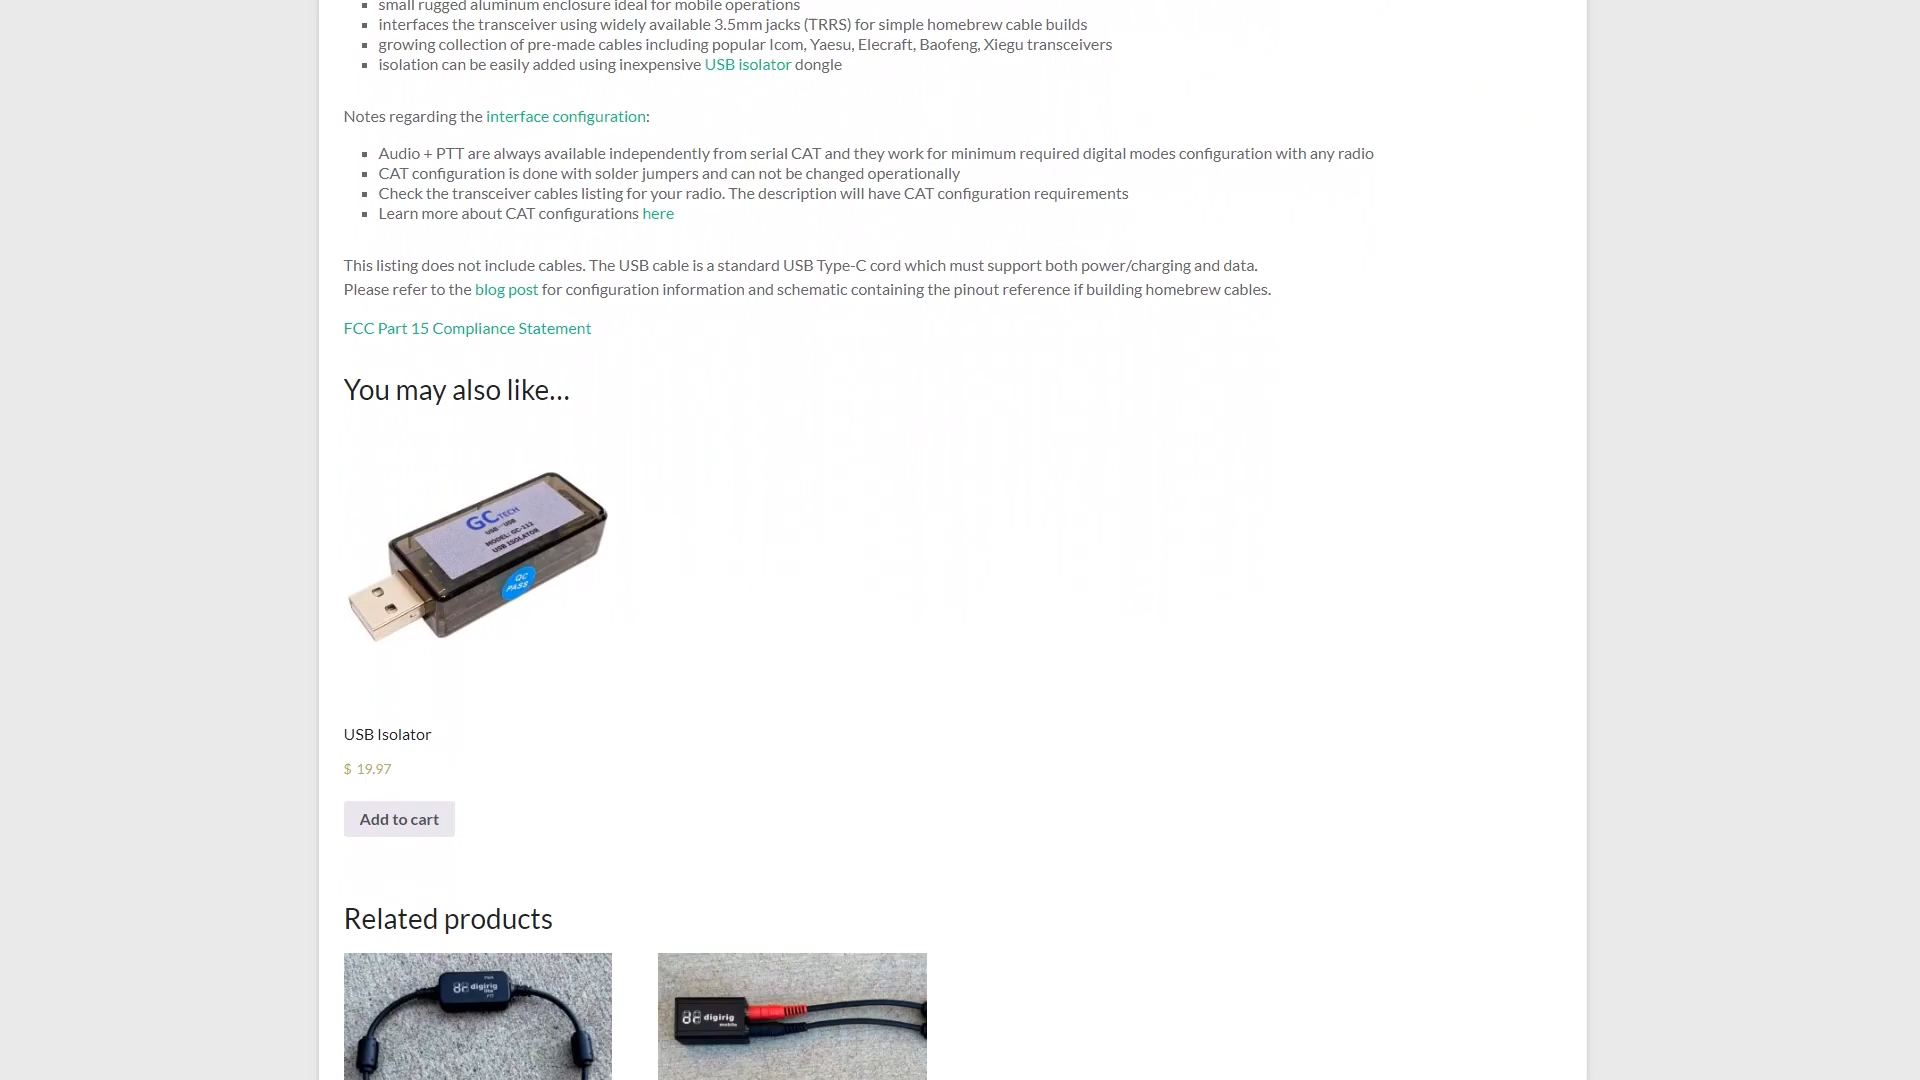 small rugged aluminum enclosure ideal for mobile operations
interfaces the transceiver using widely available 3.5mm jacks (TRRS) for simple homebrew cable builds
growing collection of pre-made cables including popular Icom, Yaesu, Elecraft, Baofeng, Xiegu transceivers
isolation can be easily added using inexpensive USB isolator dongle
Notes regarding the interface configuration:
Audio + PTT are always available independently from serial CAT and they work for minimum required digital modes configuration with any radio
CAT configuration is done with solder jumpers and can not be changed operationally
Check the transceiver cables listing for your radio. The description will have CAT configuration requirements
Learn more about CAT configurations here
This listing does not include cables. The USB cable is a standard USB Type-C cord which must support both power/charging and data.
Please refer to the blog post for configuration information and schematic containing the pinout reference if building homebrew cables.
FCC Part 15 Compliance Statement
You may also like…
GC TECH
USB-USB
MODEL: GC-112
USB ISOLATOR
QC
PASS
USB Isolator
$ 19.97
Add to cart
Related products
digirig
PTT
digirig
mobile